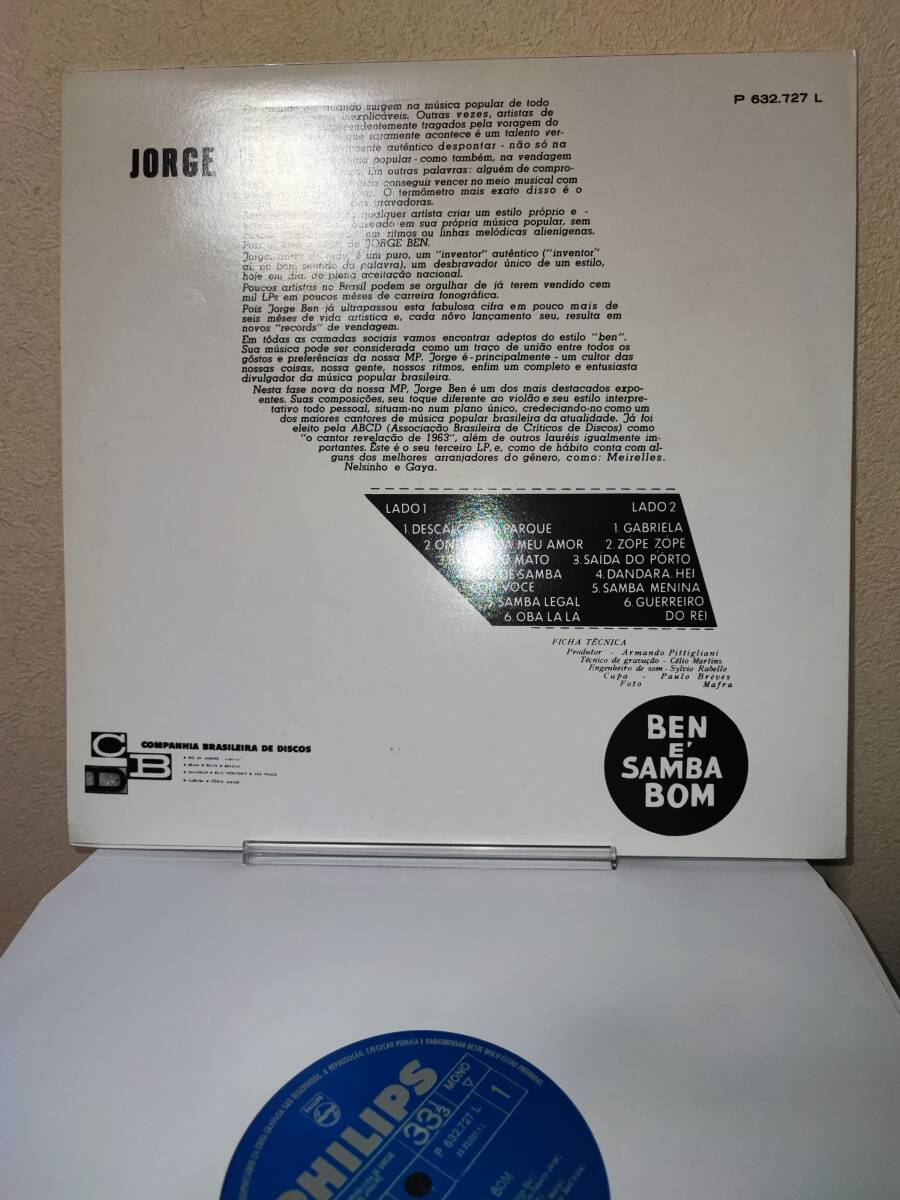 P 632.727 L
JORGE
quando surgem na música popular de todo
inexplicáveis. Outras vezes, artistas de
tragados pela voragem do
que raramente acontece é um talento ver-
autêntico despontar - não só na
popular - como também, na vendagem
Em outras palavras: alguém de compro-
conseguir vencer no meio musical com
O termômetro mais exato disso é o
gravadoras.
qualquer artista criar um estilo próprio e -
baseado em sua própria música popular, sem
em ritmos ou linhas melódicas alienígenas.
Pois de JORGE BEN.
Jorge, antes é um puro, um "inventor" autêntico ("inventor"
aí, no bom sentido da palavra), um desbravador único de um estilo,
hoje em dia, de plena aceitação nacional.
Poucos artistas no Brasil podem se orgulhar de já terem vendido cem
mil LPs em poucos mêses de carreira fonográfica.
Pois Jorge Ben já ultrapassou esta fabulosa cifra em pouco mais de
seis mêses de vida artística e, cada nôvo lançamento seu, resulta em
novos "records" de vendagem.
Em tôdas as camadas sociais vamos encontrar adeptos do estilo "ben".
Sua música pode ser considerada como um traço de união entre todos os
gôstos e preferências da nossa MP. Jorge é - principalmente - um cultor das
nossas coisas, nossa gente, nossos ritmos, enfim um completo e entusiasta
divulgador da música popular brasileira.
Nesta fase nova da nossa MP, Jorge Ben é um dos mais destacados expo-
entes. Suas composições, seu toque diferente ao violão e seu estilo interpre-
tativo todo pessoal, situam-no num plano único, credeciando-no como um
dos maiores cantores de música popular brasileira da atualidade. Já foi
eleito pela ABCD (Associação Brasileira de Críticos de Discos) como
"o cantor revelação de 1963", além de outros lauréis igualmente im-
portantes. Êste é o seu terceiro LP, e, como de hábito conta com al-
guns dos melhores arranjadores do gênero, como: Meirelles,
Nelsinho e Gaya.
LADO 1
1 DESCALÇO PARQUE
2. MEU AMOR
MATO
DE SAMBA
VOCE
SAMBA LEGAL
6. OBA LA LA
LADO 2
1. GABRIELA
2. ZOPE ZOPE
3. SAÍDA DO PÔRTO
4. DANDARA, HEI
5. SAMBA MENINA
6. GUERREIRO
DO REI
FICHA TÉCNICA
Produtor - Armando Pittigliani
Técnico de gravação - Célio Martins
Engenheiro de som - Sylvio Rabello
Capa - Paulo Brèves
Foto Mafra
CBD
COMPANHIA BRASILEIRA DE DISCOS
BEN
E'
SAMBA
BOM
PHILIPS
33 1/3
MONO
P 632.727 L
1
BOM